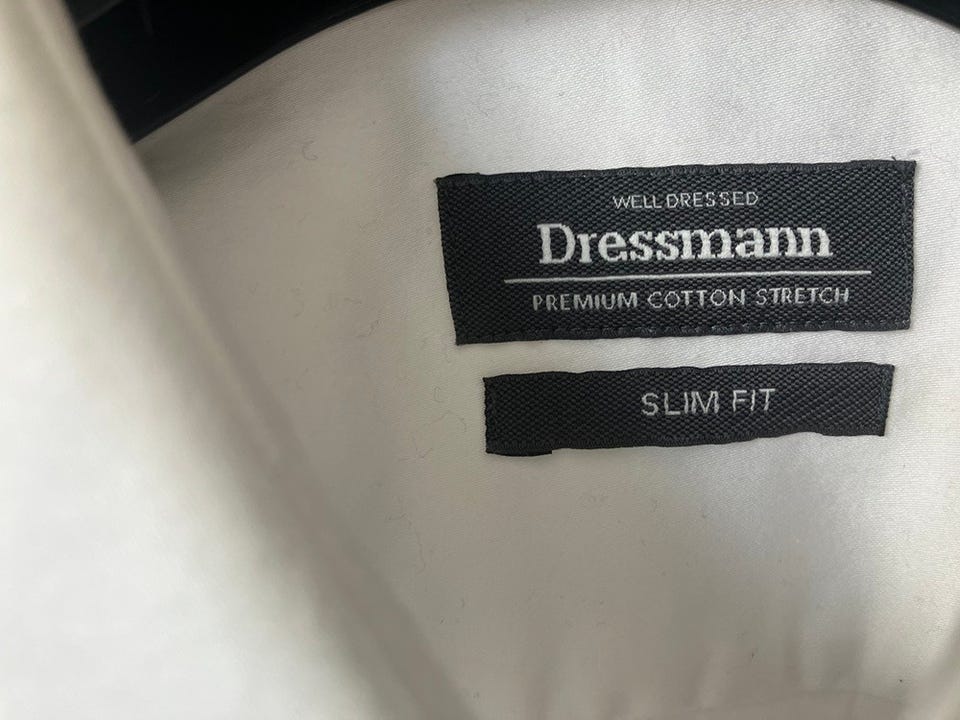 WELL DRESSED
Dressmann
PREMIUM COTTON STRETCH
SLIM FIT